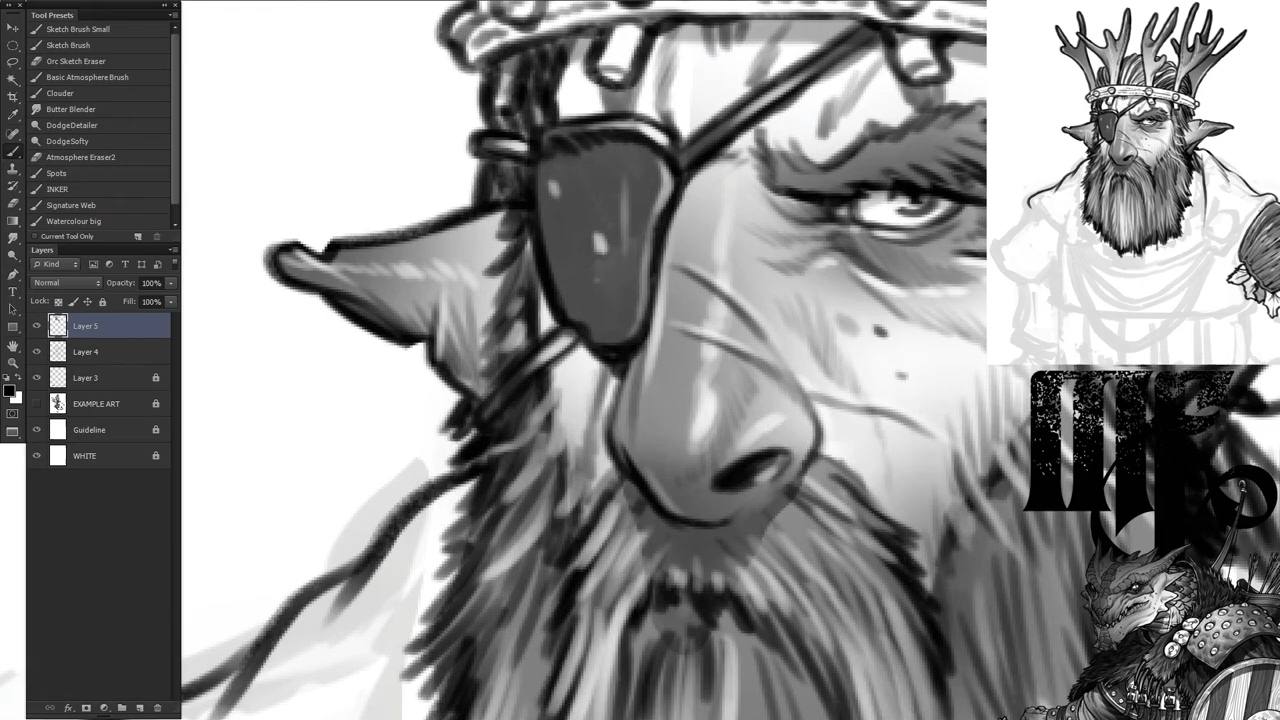 Tool Presets
Sketch Brush Small
Sketch Brush
Orc Sketch Eraser
Basic Atmosphere Brush
Clouder
Butter Blender
DodgeDetailer
DodgeSofty
Atmosphere Eraser2
Spots
INKER
Signature Web
Watercolour big
Current Tool Only
Layers
Kind
Normal
Opacity: 100%
Lock:
Fill: 100%
Layer 5
Layer 4
Layer 3
EXAMPLE ART
Guideline
WHITE
fx